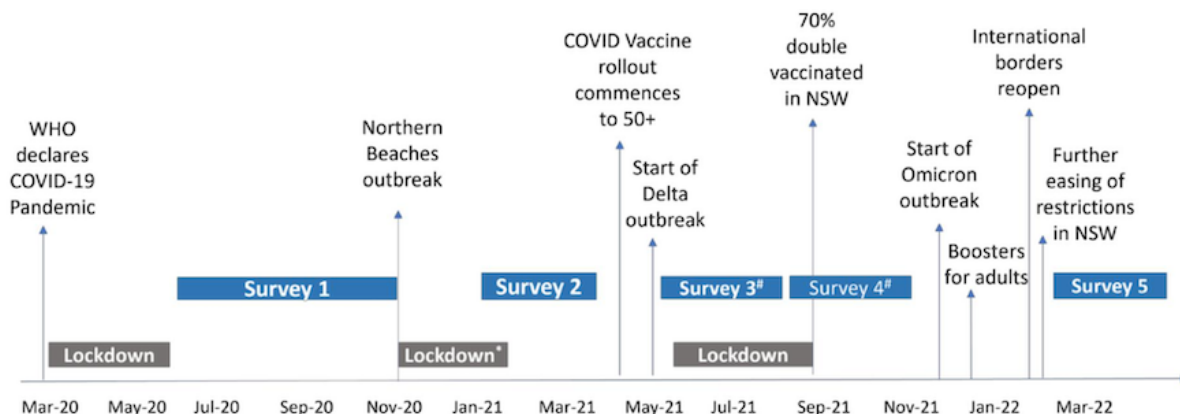 WHO
declares
COVID-19
Pandemic
Northern
Beaches
outbreak
COVID Vaccine
rollout
commences
to 50+
Start of
Delta
outbreak
70%
double
vaccinated
in NSW
Start of
Omicron
outbreak
Boosters
for adults
International
borders
reopen
Further
easing of
restrictions
in NSW
Survey 1
Survey 2
Survey 3#
Survey 4#
Survey 5
Lockdown
Lockdown*
Lockdown
Mar-20 May-20 Jul-20 Sep-20 Nov-20 Jan-21 Mar-21 May-21 Jul-21 Sep-21 Nov-21 Jan-22 Mar-22